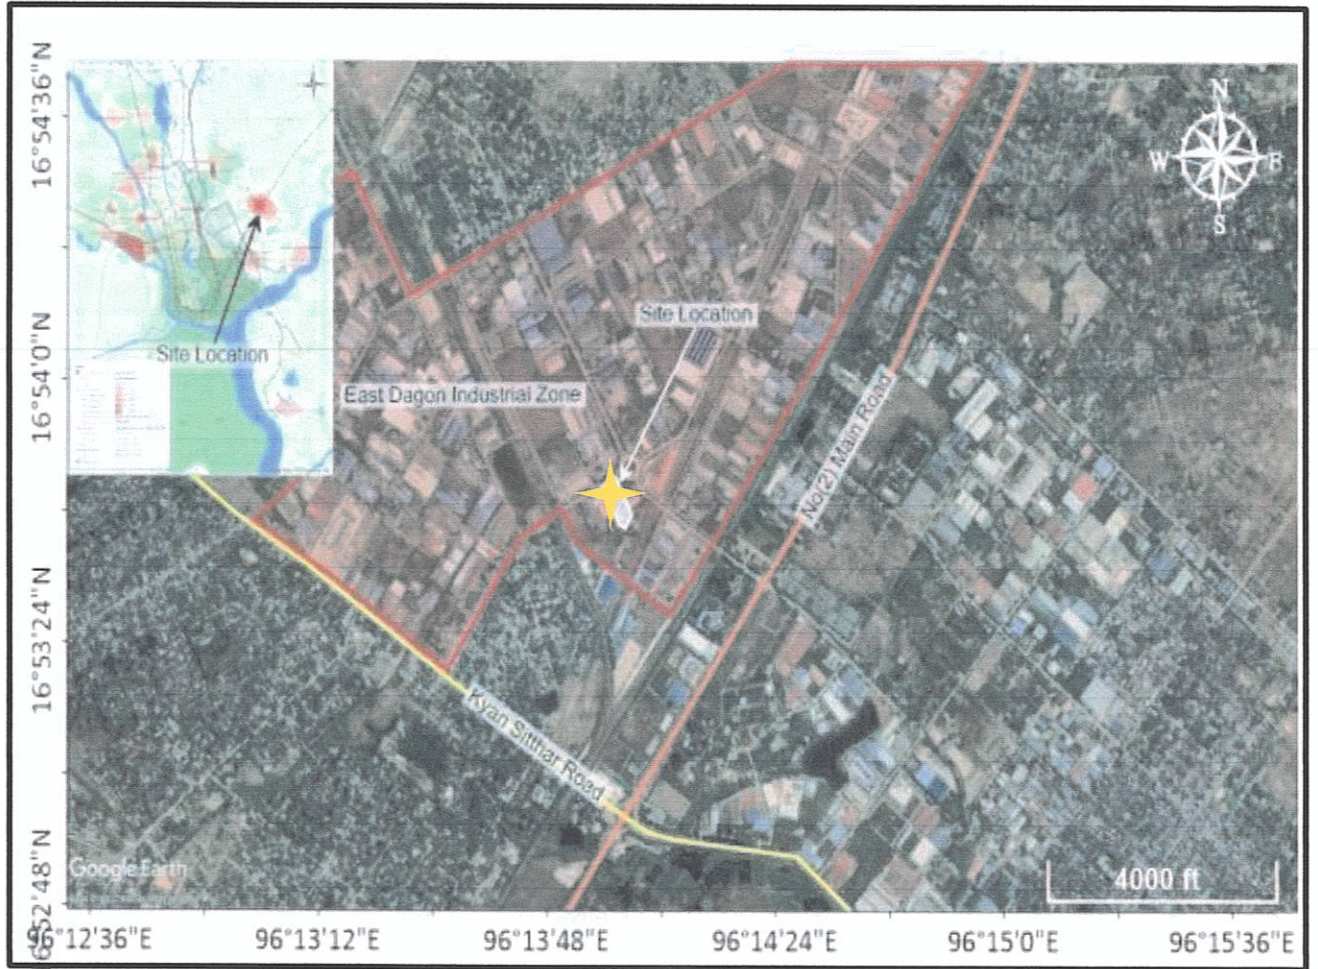 16°54'36"N
16°54'0"N
16°53'24"N
6°52'48"N
N
W E
S
Site Location
Site Location
East Dagon Industrial Zone
No(2) Main Road
Kyan Sitthar Road
Google Earth
4000 ft
96°12'36"E 96°13'12"E 96°13'48"E 96°14'24"E 96°15'0"E 96°15'36"E